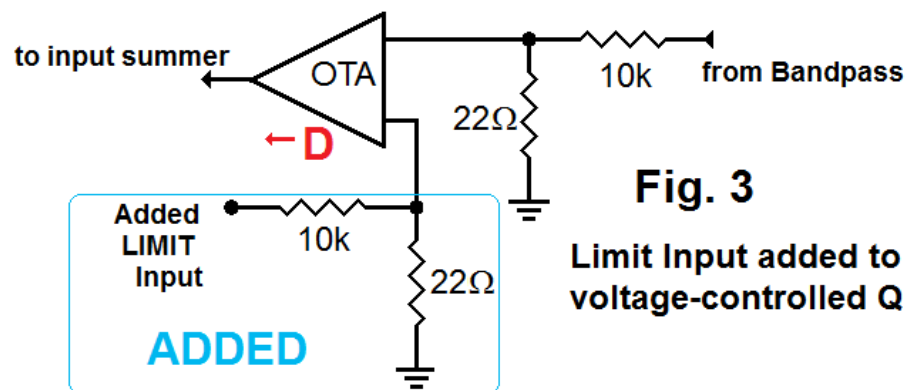 to input summer
OTA
10k
from Bandpass
22Ω
D
Fig. 3
Added
LIMIT
Input
10k
22Ω
Limit Input added to
voltage-controlled Q
ADDED